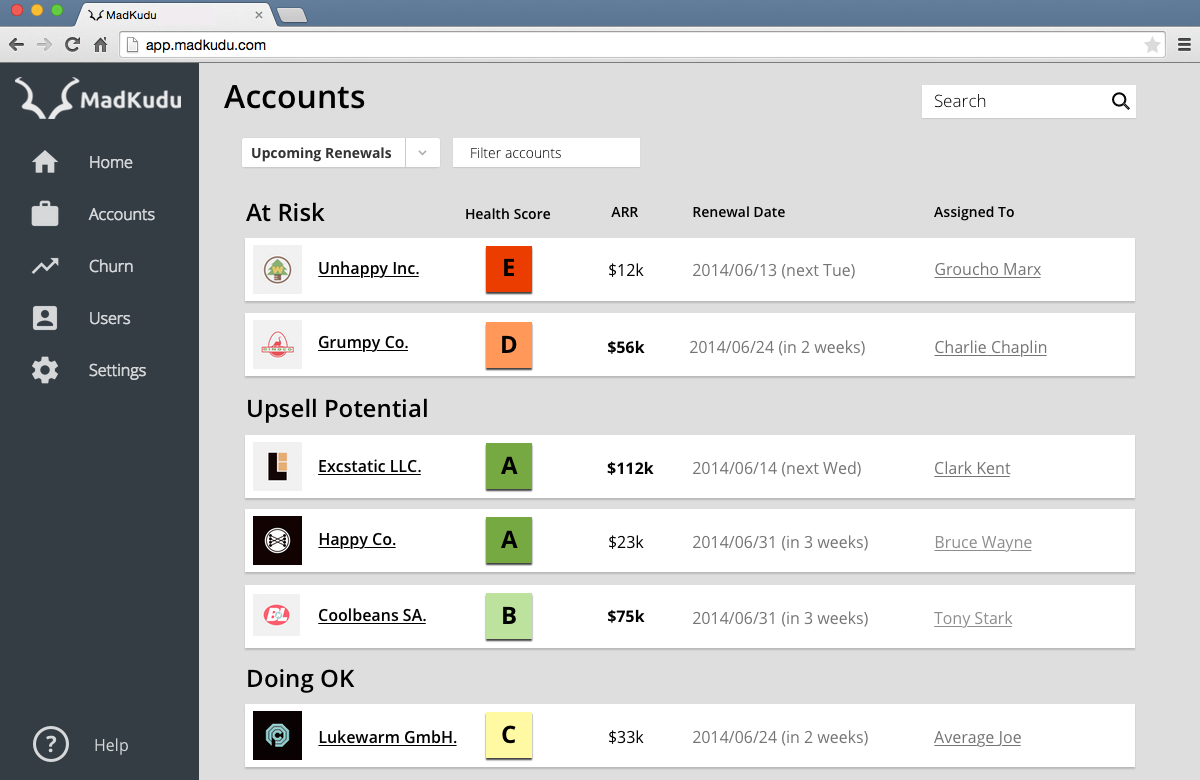 MadKudu
app.madkudu.com
MadKudu
Home
Accounts
Churn
Users
Settings
? Help
Accounts
Search
Upcoming Renewals
Filter accounts
At Risk Health Score ARR Renewal Date Assigned To
W Unhappy Inc. E $12k 2014/06/13 (next Tue) Groucho Marx
DINOCO Grumpy Co. D $56k 2014/06/24 (in 2 weeks) Charlie Chaplin
Upsell Potential
Excstatic LLC. A $112k 2014/06/14 (next Wed) Clark Kent
Happy Co. A $23k 2014/06/31 (in 3 weeks) Bruce Wayne
BnL Coolbeans SA. B $75k 2014/06/31 (in 3 weeks) Tony Stark
Doing OK
Lukewarm GmbH. C $33k 2014/06/24 (in 2 weeks) Average Joe